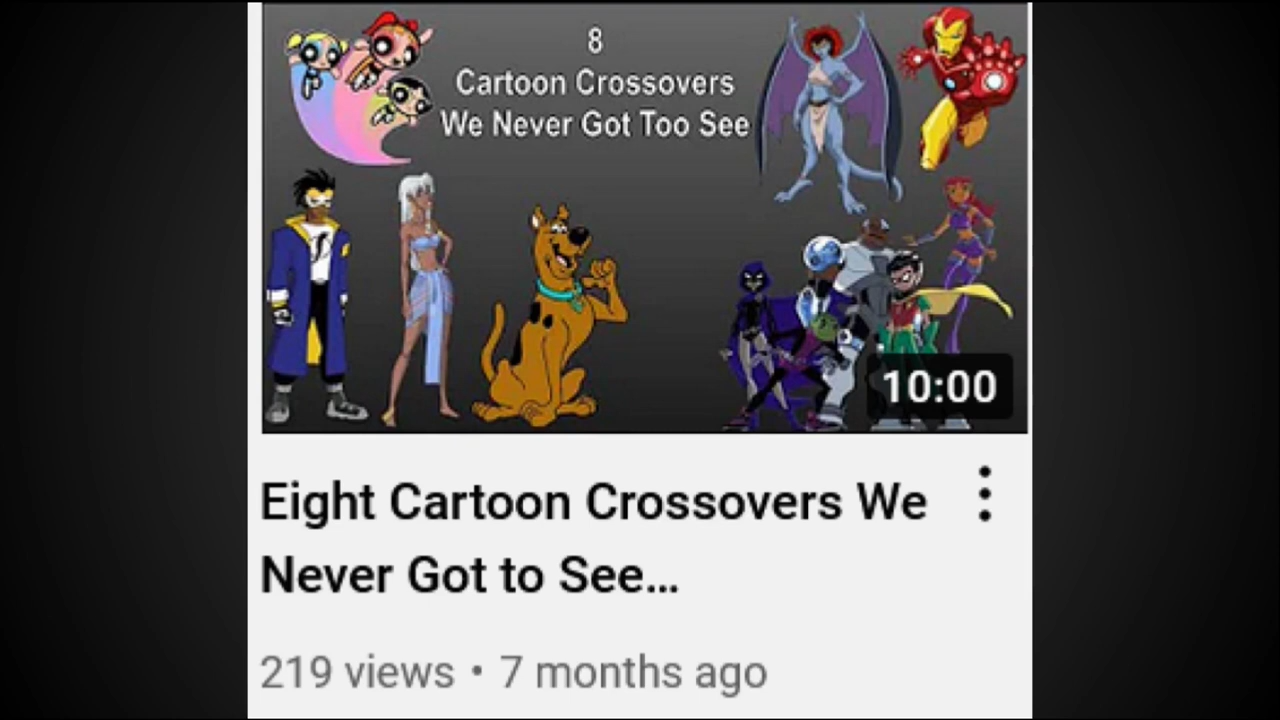 8
Cartoon Crossovers
We Never Got Too See
10:00
Eight Cartoon Crossovers We
Never Got to See...
219 views • 7 months ago